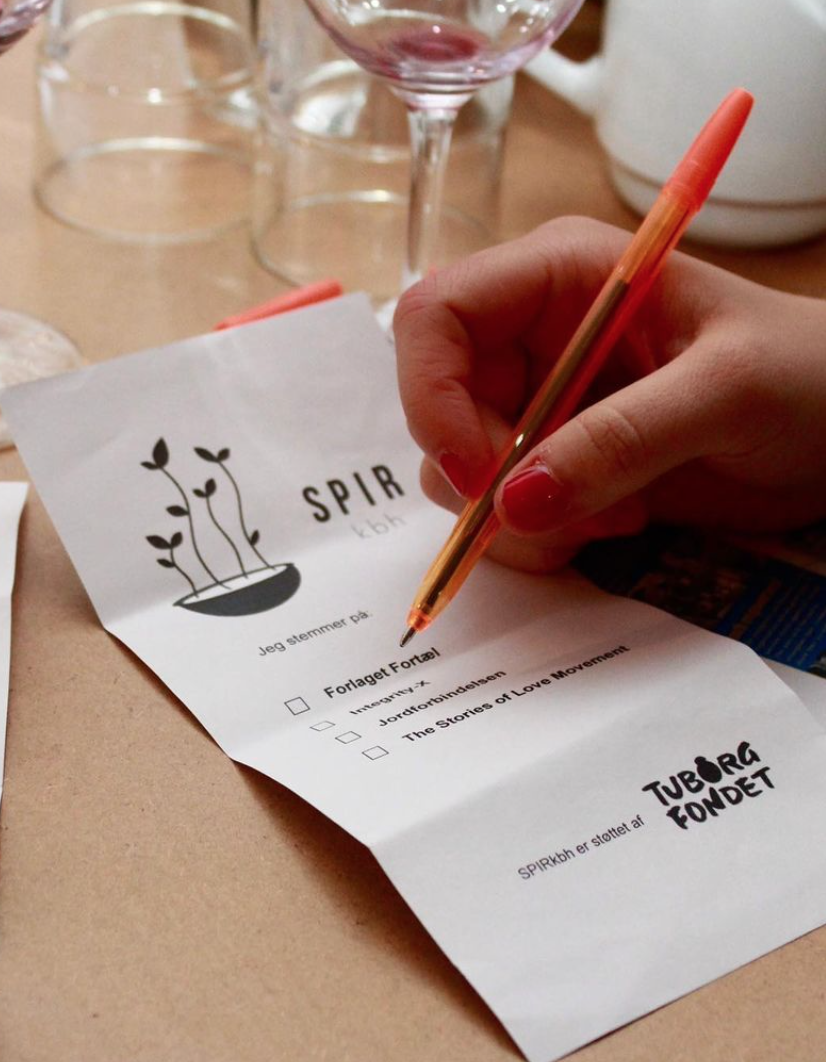 SPIR
kbh
Jeg stemmer på:
Forlaget Fortæl
Integrity-X
Jordforbindelsen
The Stories of Love Movement
TUBORG
FONDET
SPIRkbh er støttet af